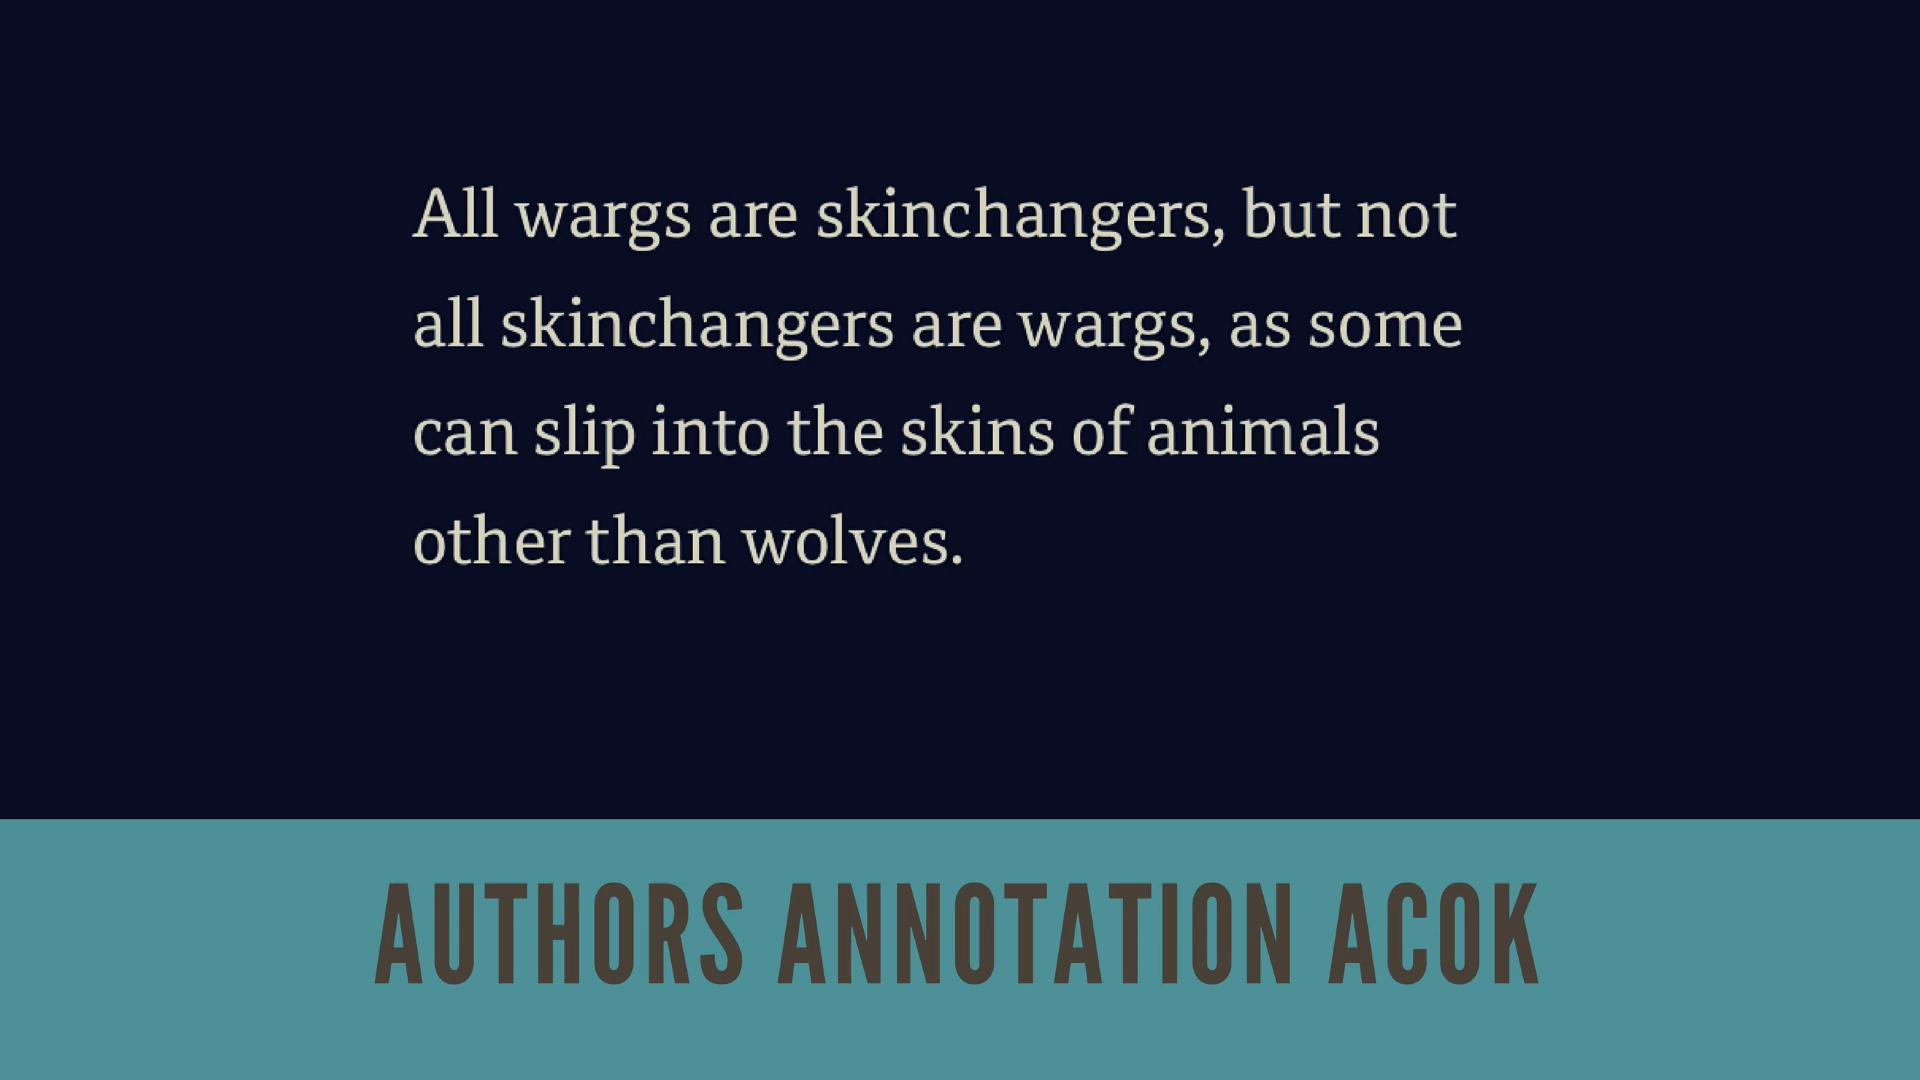 All wargs are skinchangers, but not
all skinchangers are wargs, as some
can slip into the skins of animals
other than wolves.
AUTHORS ANNOTATION ACOK